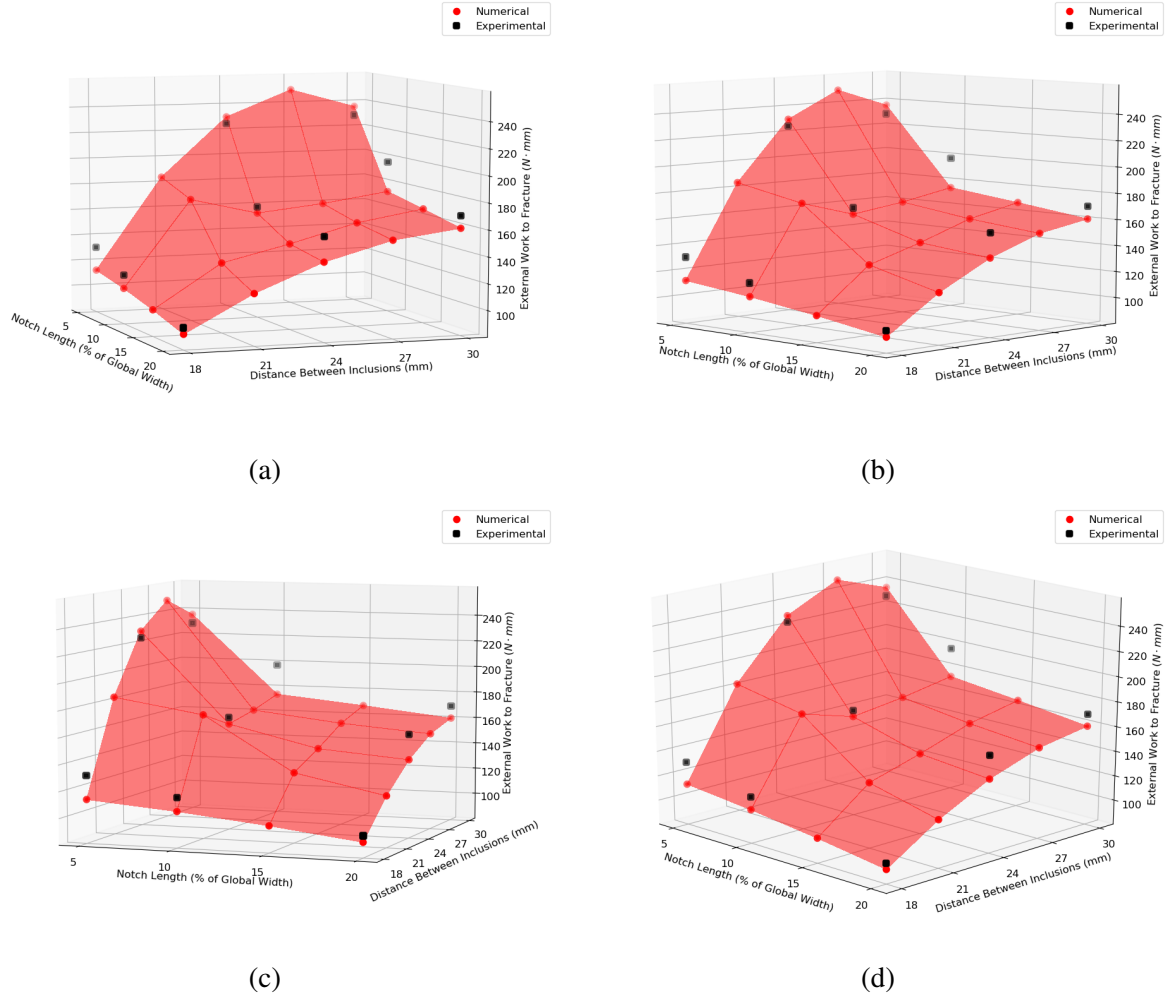 Numerical
Experimental
240
220
200
180
160
140
120
100
External Work to Fracture (N · mm)
5
10
15
20
Notch Length (% of Global Width)
18
21
24
27
30
Distance Between Inclusions (mm)
(a)
Numerical
Experimental
240
220
200
180
160
140
120
100
External Work to Fracture (N · mm)
5
10
15
20
Notch Length (% of Global Width)
18
21
24
27
30
Distance Between Inclusions (mm)
(b)
Numerical
Experimental
240
220
200
180
160
140
120
100
External Work to Fracture (N · mm)
5
10
15
20
Notch Length (% of Global Width)
18
21
24
27
30
Distance Between Inclusions (mm)
(c)
Numerical
Experimental
240
220
200
180
160
140
120
100
External Work to Fracture (N · mm)
5
10
15
20
Notch Length (% of Global Width)
18
21
24
27
30
Distance Between Inclusions (mm)
(d)